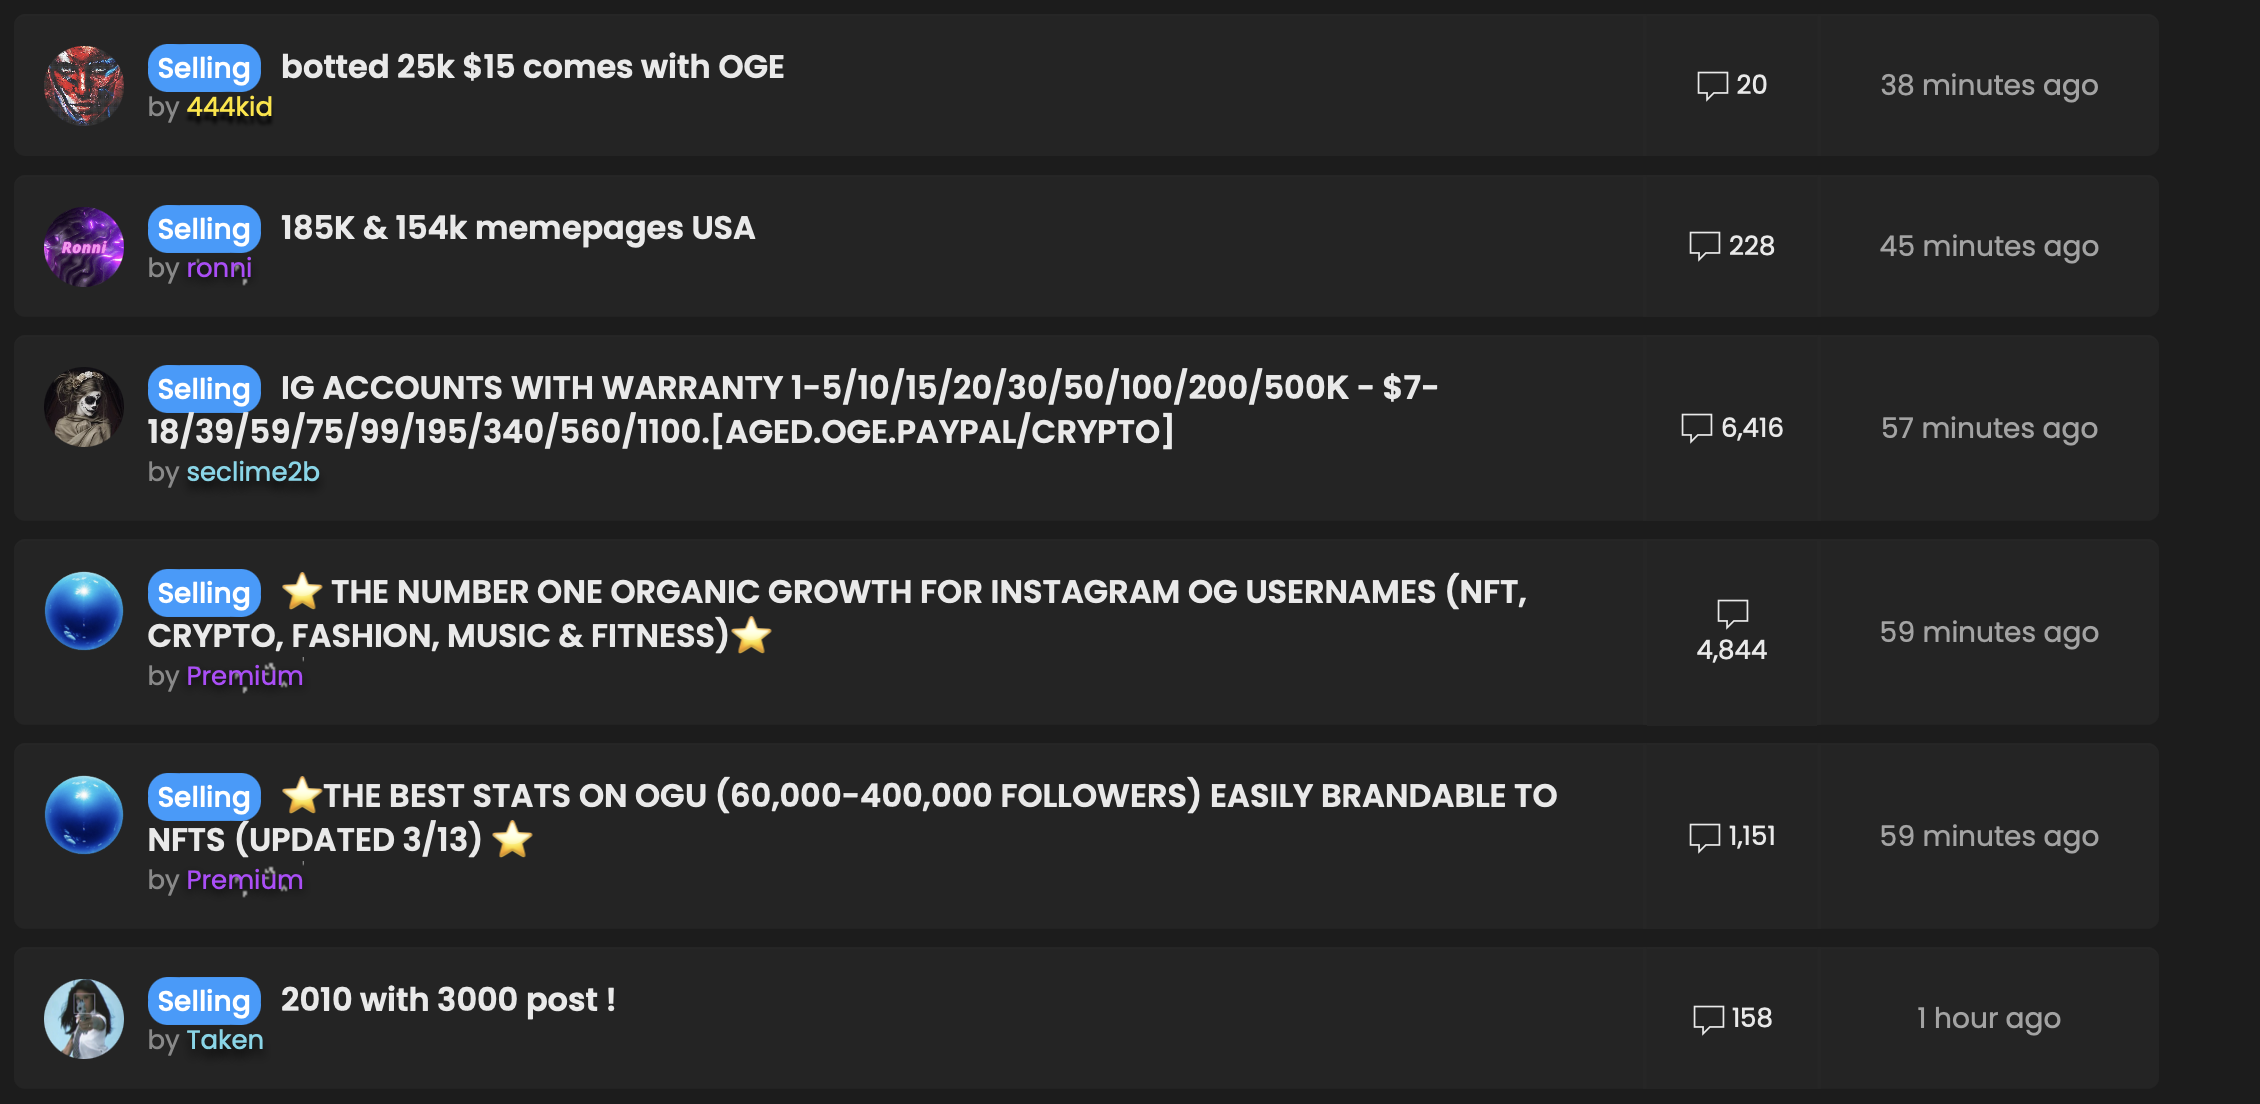 Selling botted 25k $15 comes with OGE
by 444kid
20
38 minutes ago
Ronni
Selling 185K & 154k memepages USA
by ronni
228
45 minutes ago
Selling IG ACCOUNTS WITH WARRANTY 1-5/10/15/20/30/50/100/200/500K - $7-
18/39/59/75/99/195/340/560/1100.[AGED.OGE.PAYPAL/CRYPTO]
by seclime2b
6,416
57 minutes ago
Selling ⭐ THE NUMBER ONE ORGANIC GROWTH FOR INSTAGRAM OG USERNAMES (NFT,
CRYPTO, FASHION, MUSIC & FITNESS)⭐
by Premium
4,844
59 minutes ago
Selling ⭐THE BEST STATS ON OGU (60,000-400,000 FOLLOWERS) EASILY BRANDABLE TO
NFTS (UPDATED 3/13) ⭐
by Premium
1,151
59 minutes ago
Selling 2010 with 3000 post !
by Taken
158
1 hour ago